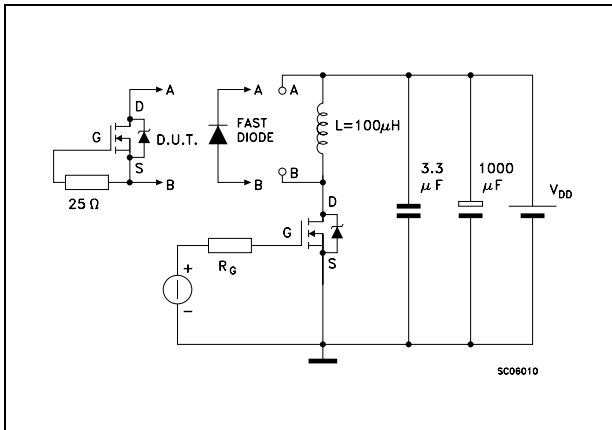 A
A
A
D
G
D.U.T.
FAST
DIODE
L=100μH
S
B
B
B
25 Ω
3.3
μF
1000
μF
V_DD
D
G
S
R_G
+
−
SC06010